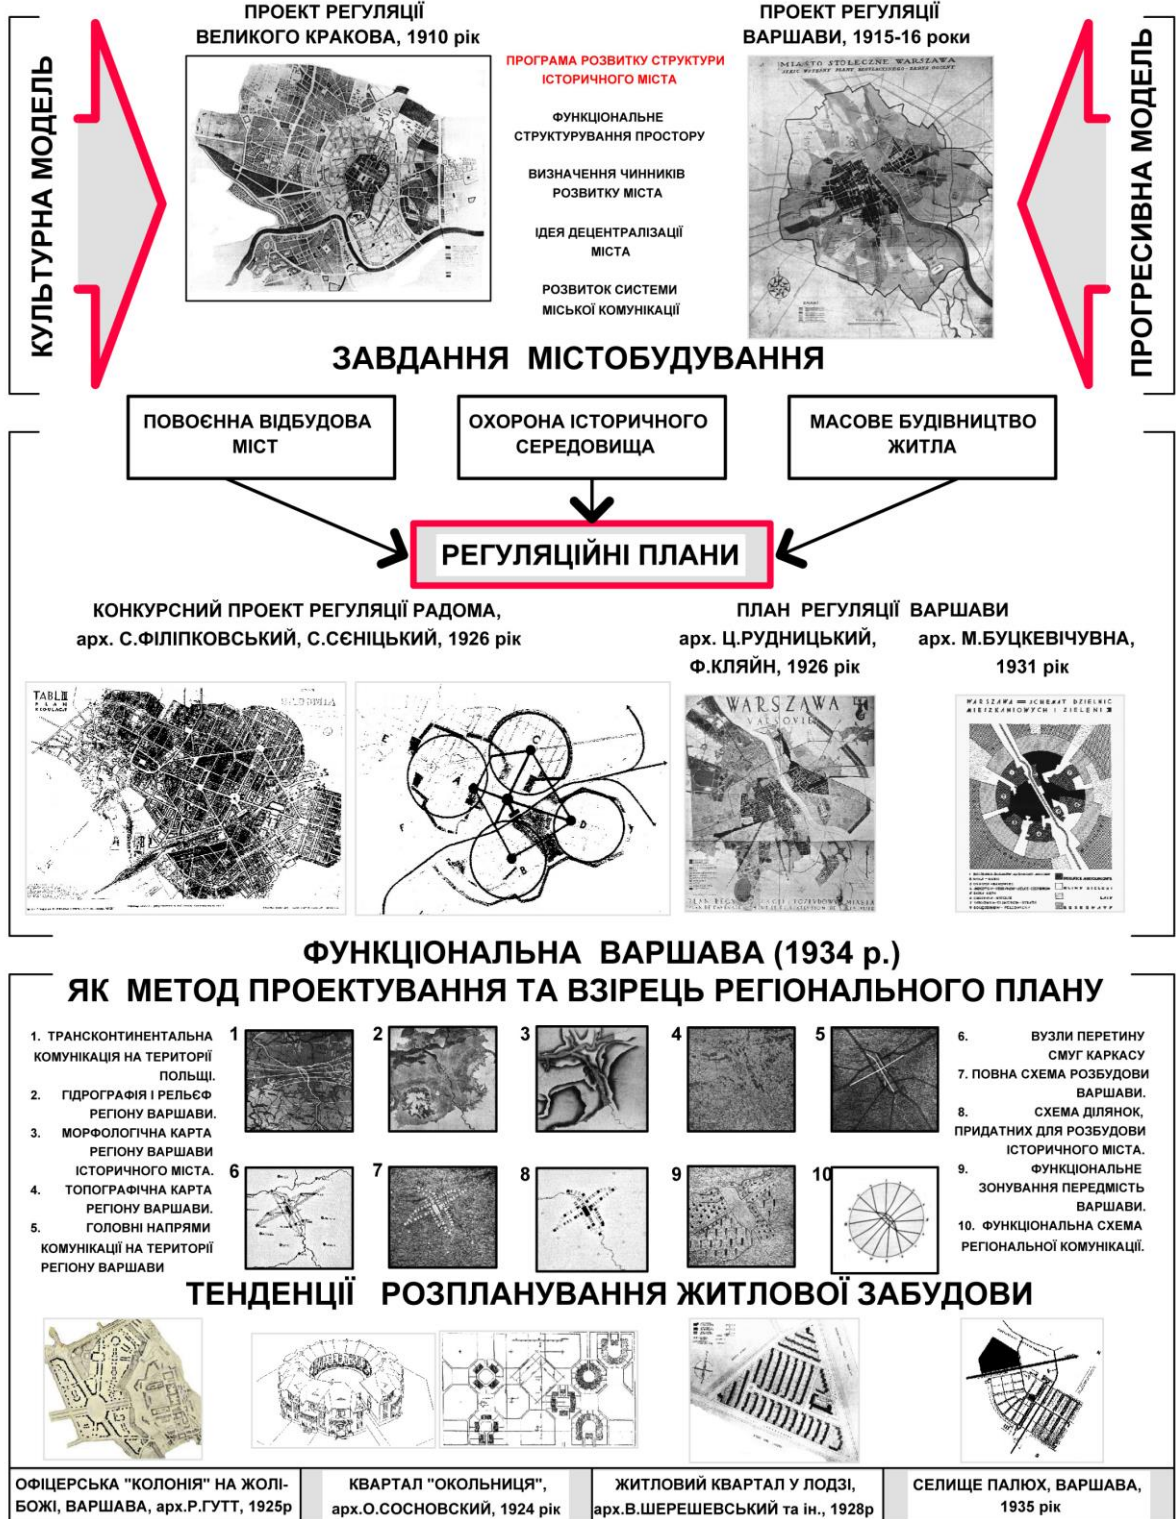 ПРОЕКТ РЕГУЛЯЦІЇ
ВЕЛИКОГО КРАКОВА, 1910 рік
ПРОЕКТ РЕГУЛЯЦІЇ
ВАРШАВИ, 1915-16 роки
КУЛЬТУРНА МОДЕЛЬ
ПРОГРЕСИВНА МОДЕЛЬ
ПРОГРАМА РОЗВИТКУ СТРУКТУРИ
ІСТОРИЧНОГО МІСТА
ФУНКЦІОНАЛЬНЕ
СТРУКТУРУВАННЯ ПРОСТОРУ
ВИЗНАЧЕННЯ ЧИННИКІВ
РОЗВИТКУ МІСТА
ІДЕЯ ДЕЦЕНТРАЛІЗАЦІЇ
МІСТА
РОЗВИТОК СИСТЕМИ
МІСЬКОЇ КОМУНІКАЦІЇ
MIASTO STOŁECZNE WARSZAWA
ЗАВДАННЯ МІСТОБУДУВАННЯ
ПОВОЄННА ВІДБУДОВА
МІСТ
ОХОРОНА ІСТОРИЧНОГО
СЕРЕДОВИЩА
МАСОВЕ БУДІВНИЦТВО
ЖИТЛА
РЕГУЛЯЦІЙНІ ПЛАНИ
КОНКУРСНИЙ ПРОЕКТ РЕГУЛЯЦІЇ РАДОМА,
арх. С.ФІЛІПКОВСЬКИЙ, С.СЄНІЦЬКИЙ, 1926 рік
ПЛАН РЕГУЛЯЦІЇ ВАРШАВИ
арх. Ц.РУДНИЦЬКИЙ,
Ф.КЛЯЙН, 1926 рік
арх. М.БУЦКЕВІЧУВНА,
1931 рік
TABL III
PLAN
E
C
A
D
F
B
WARSZAWA
VARSOVIE
WARSZAWA SCHEMAT DZIELNIC
MIESZKANIOWYCH I ZIELENI
ФУНКЦІОНАЛЬНА ВАРШАВА (1934 р.)
ЯК МЕТОД ПРОЕКТУВАННЯ ТА ВЗІРЕЦЬ РЕГІОНАЛЬНОГО ПЛАНУ
1. ТРАНСКОНТИНЕНТАЛЬНА
КОМУНІКАЦІЯ НА ТЕРИТОРІЇ
ПОЛЬЩІ.
2. ГІДРОГРАФІЯ І РЕЛЬЄФ
РЕГІОНУ ВАРШАВИ.
3. МОРФОЛОГІЧНА КАРТА
РЕГІОНУ ВАРШАВИ
ІСТОРИЧНОГО МІСТА.
4. ТОПОГРАФІЧНА КАРТА
РЕГІОНУ ВАРШАВИ.
5. ГОЛОВНІ НАПРЯМИ
КОМУНІКАЦІЇ НА ТЕРИТОРІЇ
РЕГІОНУ ВАРШАВИ
1
2
3
4
5
6
7
8
9
10
6. ВУЗЛИ ПЕРЕТИНУ
СМУГ КАРКАСУ
7. ПОВНА СХЕМА РОЗБУДОВИ
ВАРШАВИ.
8. СХЕМА ДІЛЯНОК,
ПРИДАТНИХ ДЛЯ РОЗБУДОВИ
ІСТОРИЧНОГО МІСТА.
9. ФУНКЦІОНАЛЬНЕ
ЗОНУВАННЯ ПЕРЕДМІСТЬ
ВАРШАВИ.
10. ФУНКЦІОНАЛЬНА СХЕМА
РЕГІОНАЛЬНОЇ КОМУНІКАЦІЇ.
ТЕНДЕНЦІЇ РОЗПЛАНУВАННЯ ЖИТЛОВОЇ ЗАБУДОВИ
ОФІЦЕРСЬКА "КОЛОНІЯ" НА ЖОЛІ-
БОЖІ, ВАРШАВА, арх.Р.ГУТТ, 1925р
КВАРТАЛ "ОКОЛЬНИЦЯ",
арх.О.СОСНОВСКИЙ, 1924 рік
ЖИТЛОВИЙ КВАРТАЛ У ЛОДЗІ,
арх.В.ШЕРЕШЕВСЬКИЙ та ін., 1928р
СЕЛИЩЕ ПАЛЮХ, ВАРШАВА,
1935 рік